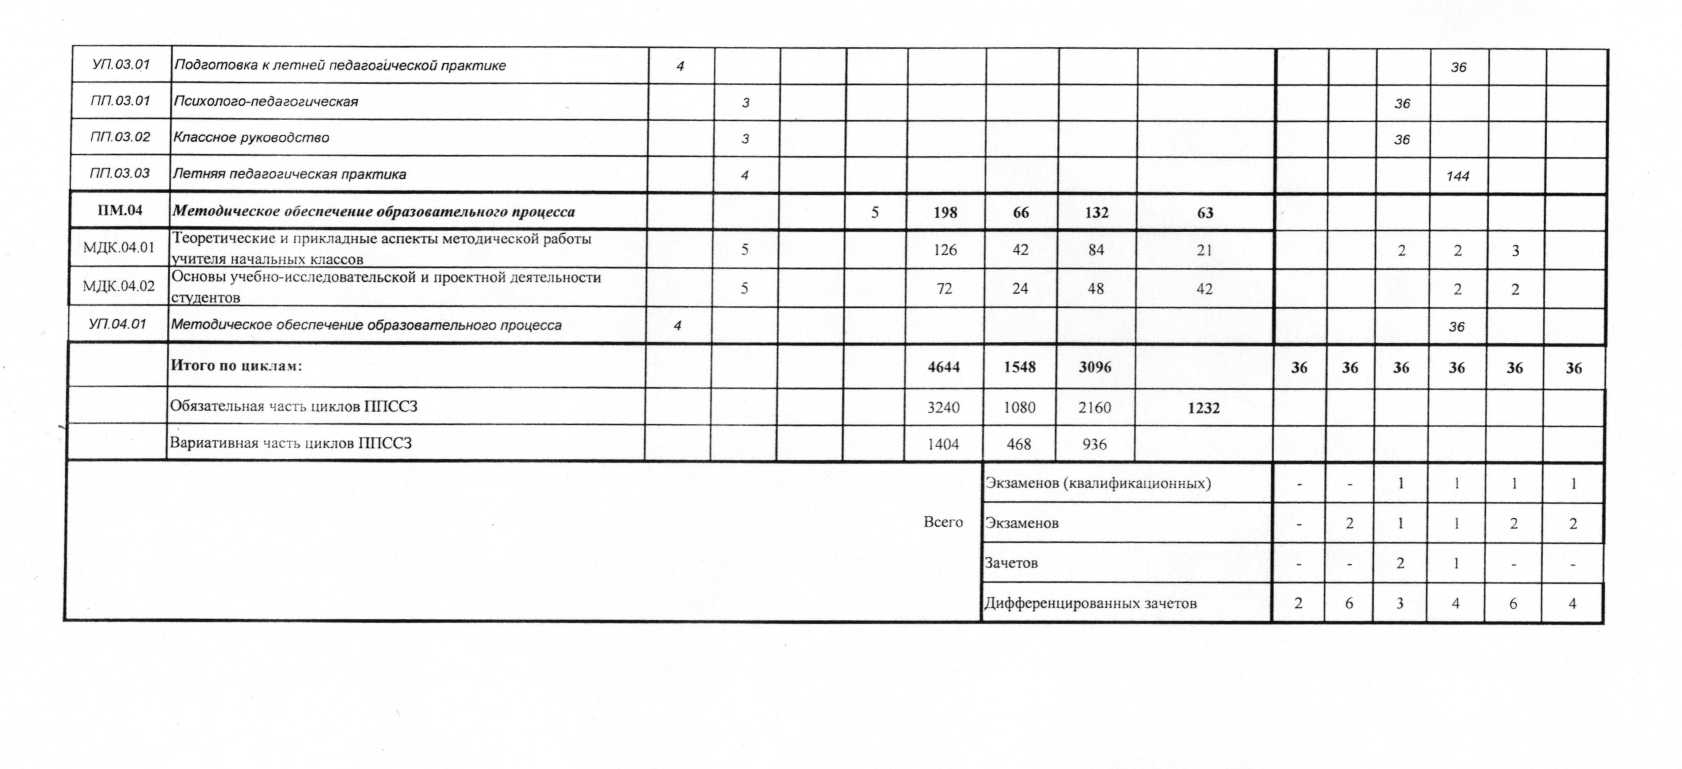 УП.03.01 Подготовка к летней педагогической практике 4 36
ПП.03.01 Психолого-педагогическая 3 36
ПП.03.02 Классное руководство 3 36
ПП.03.03 Летняя педагогическая практика 4 144
ПМ.04 Методическое обеспечение образовательного процесса 5 198 66 132 63
МДК.04.01 Теоретические и прикладные аспекты методической работы
учителя начальных классов 5 126 42 84 21 2 2 3
МДК.04.02 Основы учебно-исследовательской и проектной деятельности
студентов 5 72 24 48 42 2 2
УП.04.01 Методическое обеспечение образовательного процесса 4 36
Итого по циклам: 4644 1548 3096 36 36 36 36 36 36
Обязательная часть циклов ППССЗ 3240 1080 2160 1232
Вариативная часть циклов ППССЗ 1404 468 936
Экзаменов (квалификационных) - - 1 1 1 1
Всего Экзаменов - 2 1 1 2 2
Зачетов - - 2 1 - -
Дифференцированных зачетов 2 6 3 4 6 4